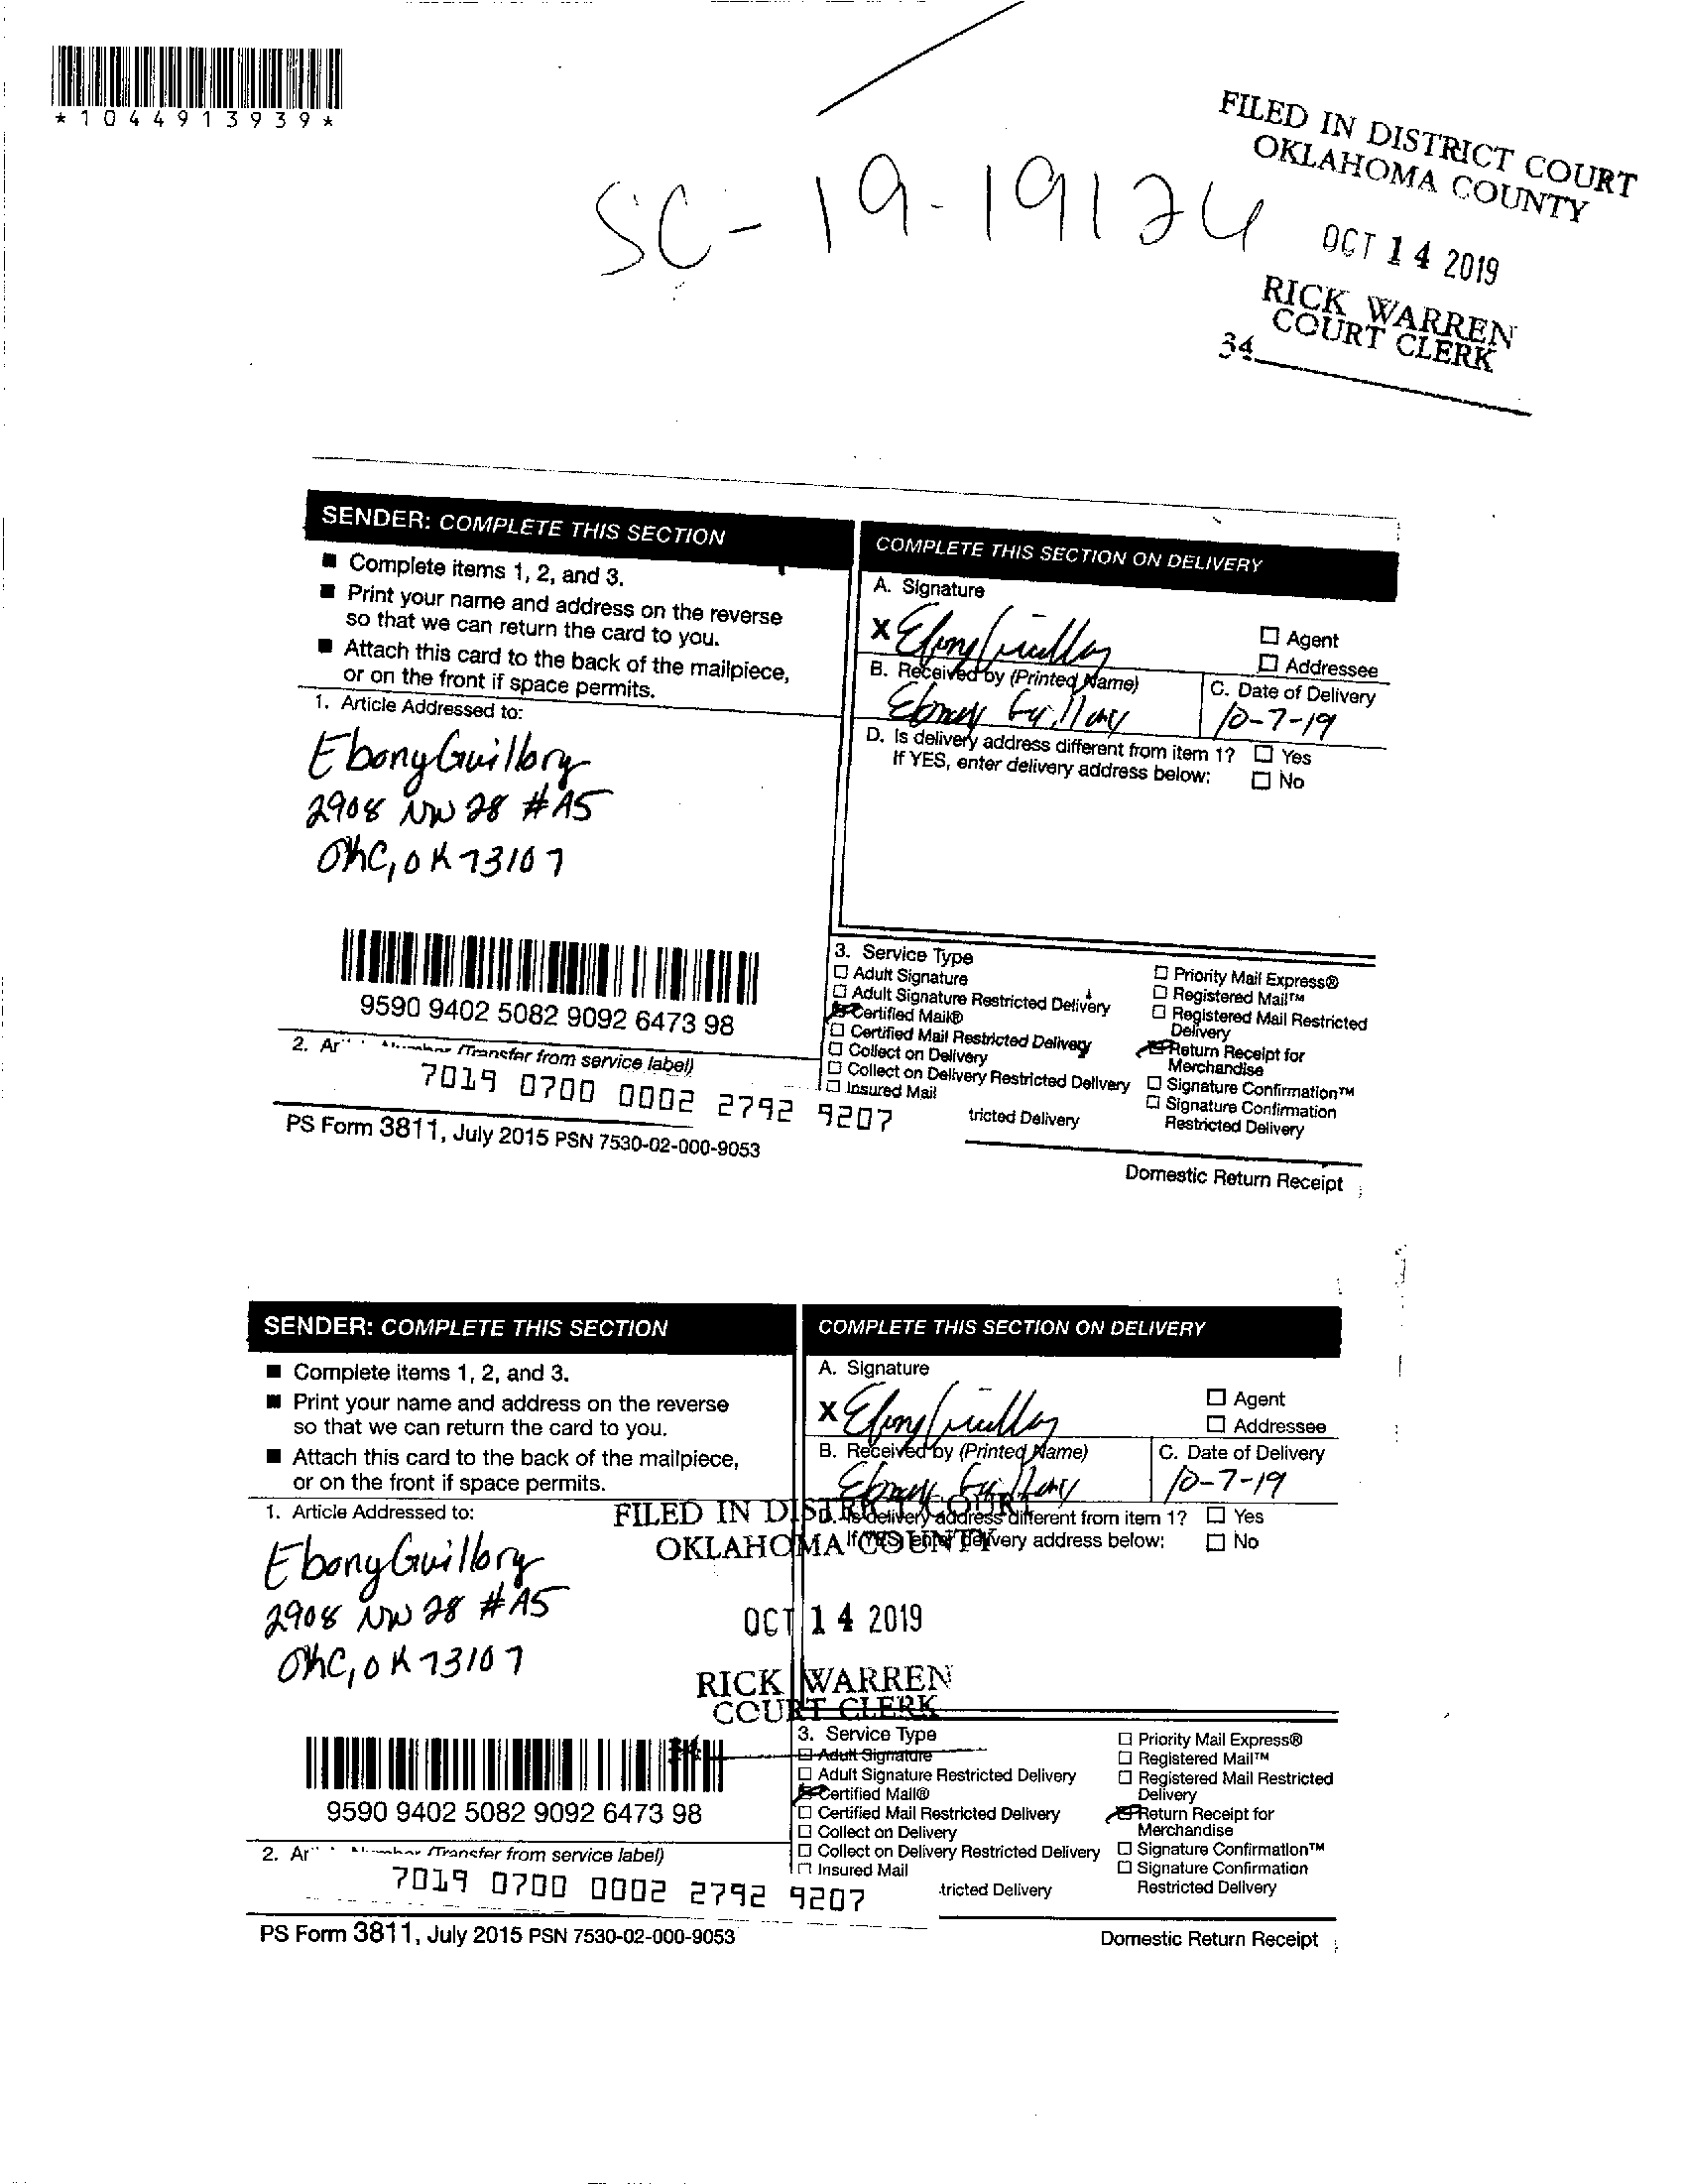 *1044913939*
SC-19-19124
FILED IN DISTRICT COURT
OKLAHOMA COUNTY
OCT 14 2019
RICK WARREN
COURT CLERK
34
SENDER: COMPLETE THIS SECTION
■ Complete items 1, 2, and 3.
■ Print your name and address on the reverse
so that we can return the card to you.
■ Attach this card to the back of the mailpiece,
or on the front if space permits.
1. Article Addressed to:
Ebony Guillory
2908 NW 28 #A5
OKC, OK 73107
9590 9402 5082 9092 6473 98
2. Ar Number (Transfer from service label)
7019 0700 0002 2792 9207
PS Form 3811, July 2015 PSN 7530-02-000-9053
COMPLETE THIS SECTION ON DELIVERY
A. Signature
X Ebony Guillory
☐ Agent
☐ Addressee
B. Received by (Printed Name)
Ebony Guillory
C. Date of Delivery
10-7-19
D. Is delivery address different from item 1? ☐ Yes
If YES, enter delivery address below: ☐ No
3. Service Type
☐ Adult Signature
☐ Adult Signature Restricted Delivery
Certified Mail®
☐ Certified Mail Restricted Delivery
☐ Collect on Delivery
☐ Collect on Delivery Restricted Delivery
☐ Insured Mail
tricted Delivery
☐ Priority Mail Express®
☐ Registered Mail™
☐ Registered Mail Restricted
Delivery
Return Receipt for
Merchandise
☐ Signature Confirmation™
☐ Signature Confirmation
Restricted Delivery
Domestic Return Receipt
SENDER: COMPLETE THIS SECTION
■ Complete items 1, 2, and 3.
■ Print your name and address on the reverse
so that we can return the card to you.
■ Attach this card to the back of the mailpiece,
or on the front if space permits.
1. Article Addressed to:
Ebony Guillory
2908 NW 28 #A5
OKC, OK 73107
FILED IN DISTRICT COURT
OKLAHOMA COUNTY
OCT 14 2019
RICK WARREN
COURT CLERK
9590 9402 5082 9092 6473 98
2. Ar Number (Transfer from service label)
7019 0700 0002 2792 9207
PS Form 3811, July 2015 PSN 7530-02-000-9053
COMPLETE THIS SECTION ON DELIVERY
A. Signature
X Ebony Guillory
☐ Agent
☐ Addressee
B. Received by (Printed Name)
Ebony Guillory
C. Date of Delivery
10-7-19
D. Is delivery address different from item 1? ☐ Yes
If YES, enter delivery address below: ☐ No
3. Service Type
☐ Adult Signature
☐ Adult Signature Restricted Delivery
Certified Mail®
☐ Certified Mail Restricted Delivery
☐ Collect on Delivery
☐ Collect on Delivery Restricted Delivery
☐ Insured Mail
tricted Delivery
☐ Priority Mail Express®
☐ Registered Mail™
☐ Registered Mail Restricted
Delivery
Return Receipt for
Merchandise
☐ Signature Confirmation™
☐ Signature Confirmation
Restricted Delivery
Domestic Return Receipt